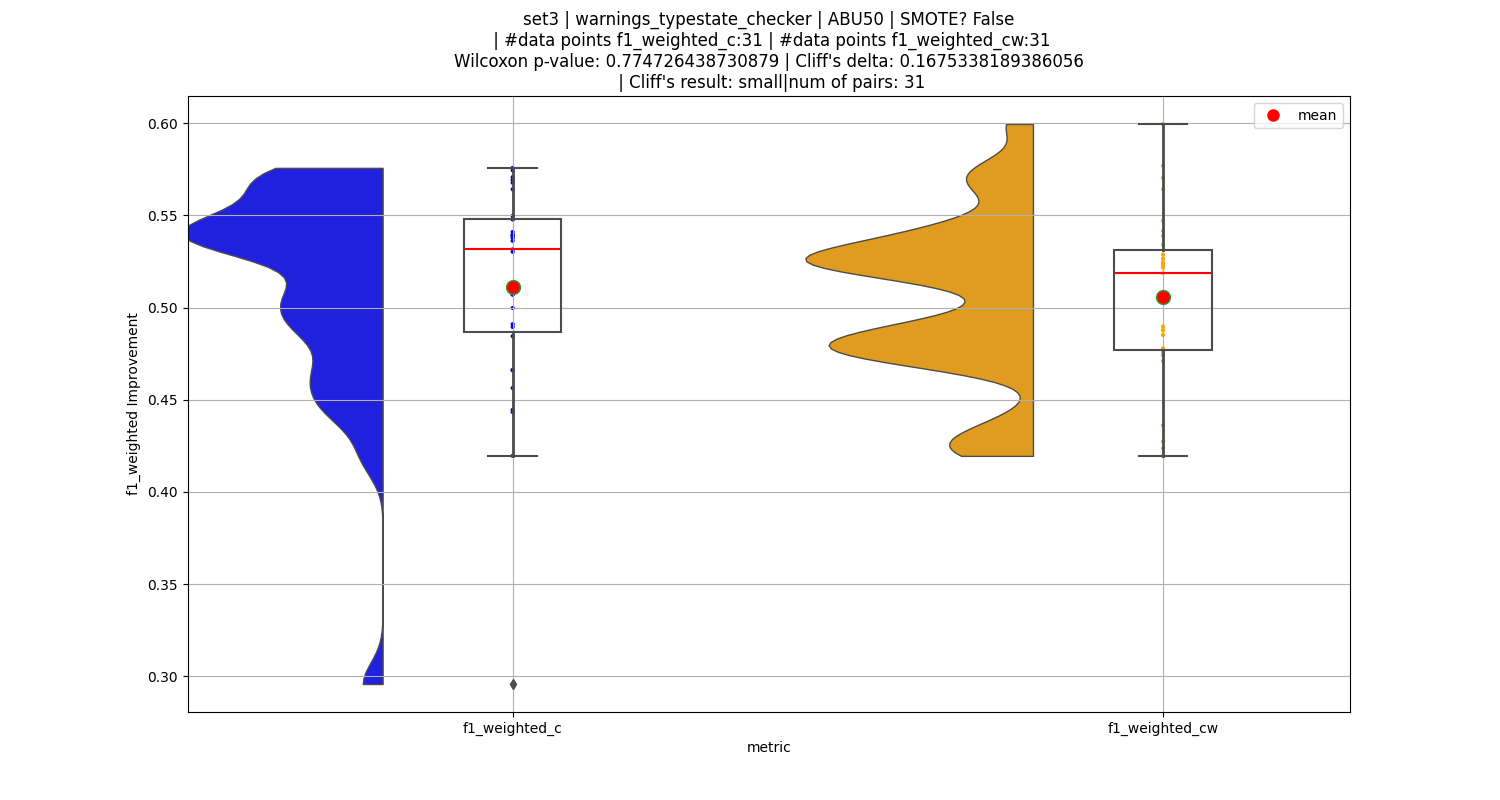 set3 | warnings_typestate_checker | ABU50 | SMOTE? False
| #data points f1_weighted_c:31 | #data points f1_weighted_cw:31
Wilcoxon p-value: 0.774726438730879 | Cliff's delta: 0.1675338189386056
| Cliff's result: small|num of pairs: 31
mean
0.60
0.55
0.50
0.45
0.40
0.35
0.30
f1_weighted Improvement
f1_weighted_c
f1_weighted_cw
metric